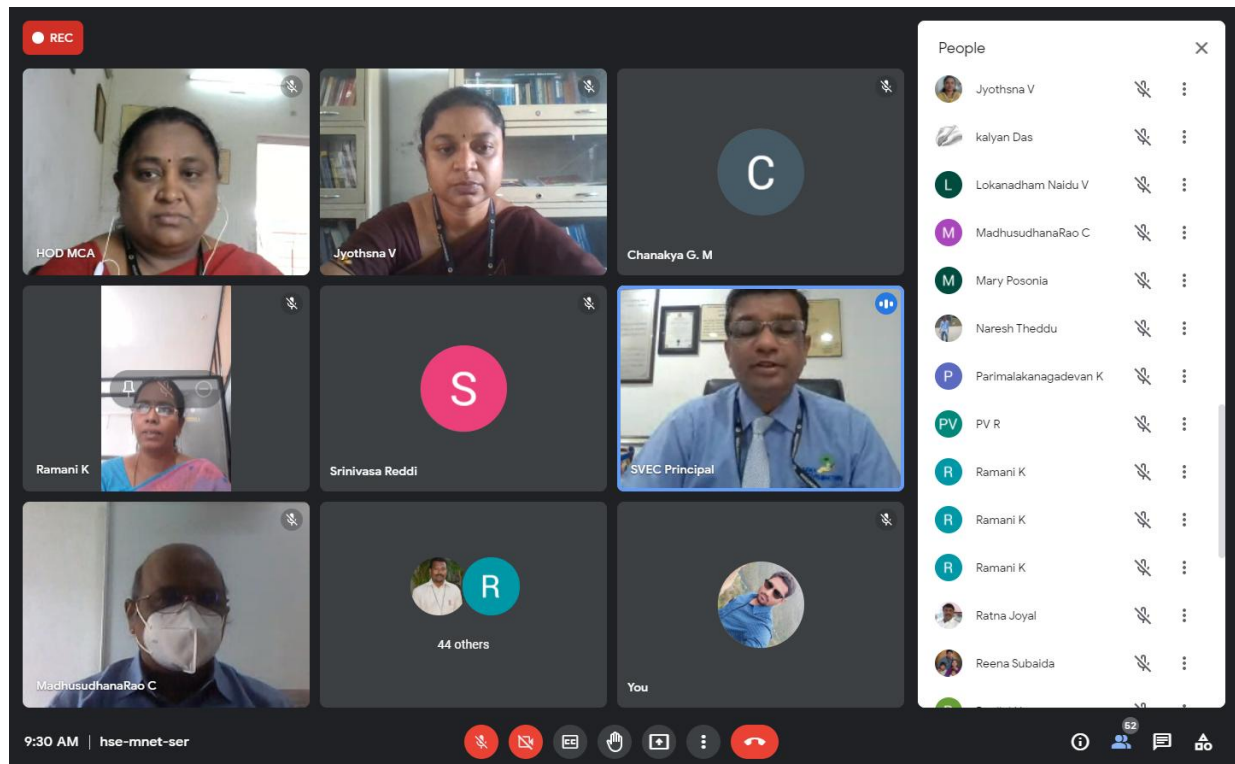 REC
HOD MCA
Jyothsna V
C
Chanakya G. M
Ramani K
S
Srinivasa Reddi
SVEC Principal
MadhusudhanaRao C
R
44 others
You
People
Jyothsna V
kalyan Das
L Lokanadham Naidu V
M MadhusudhanaRao C
M Mary Posonia
Naresh Theddu
P Parimalakanagadevan K
PV PV R
R Ramani K
R Ramani K
R Ramani K
Ratna Joyal
Reena Subaida
9:30 AM | hse-mnet-ser
CC
52